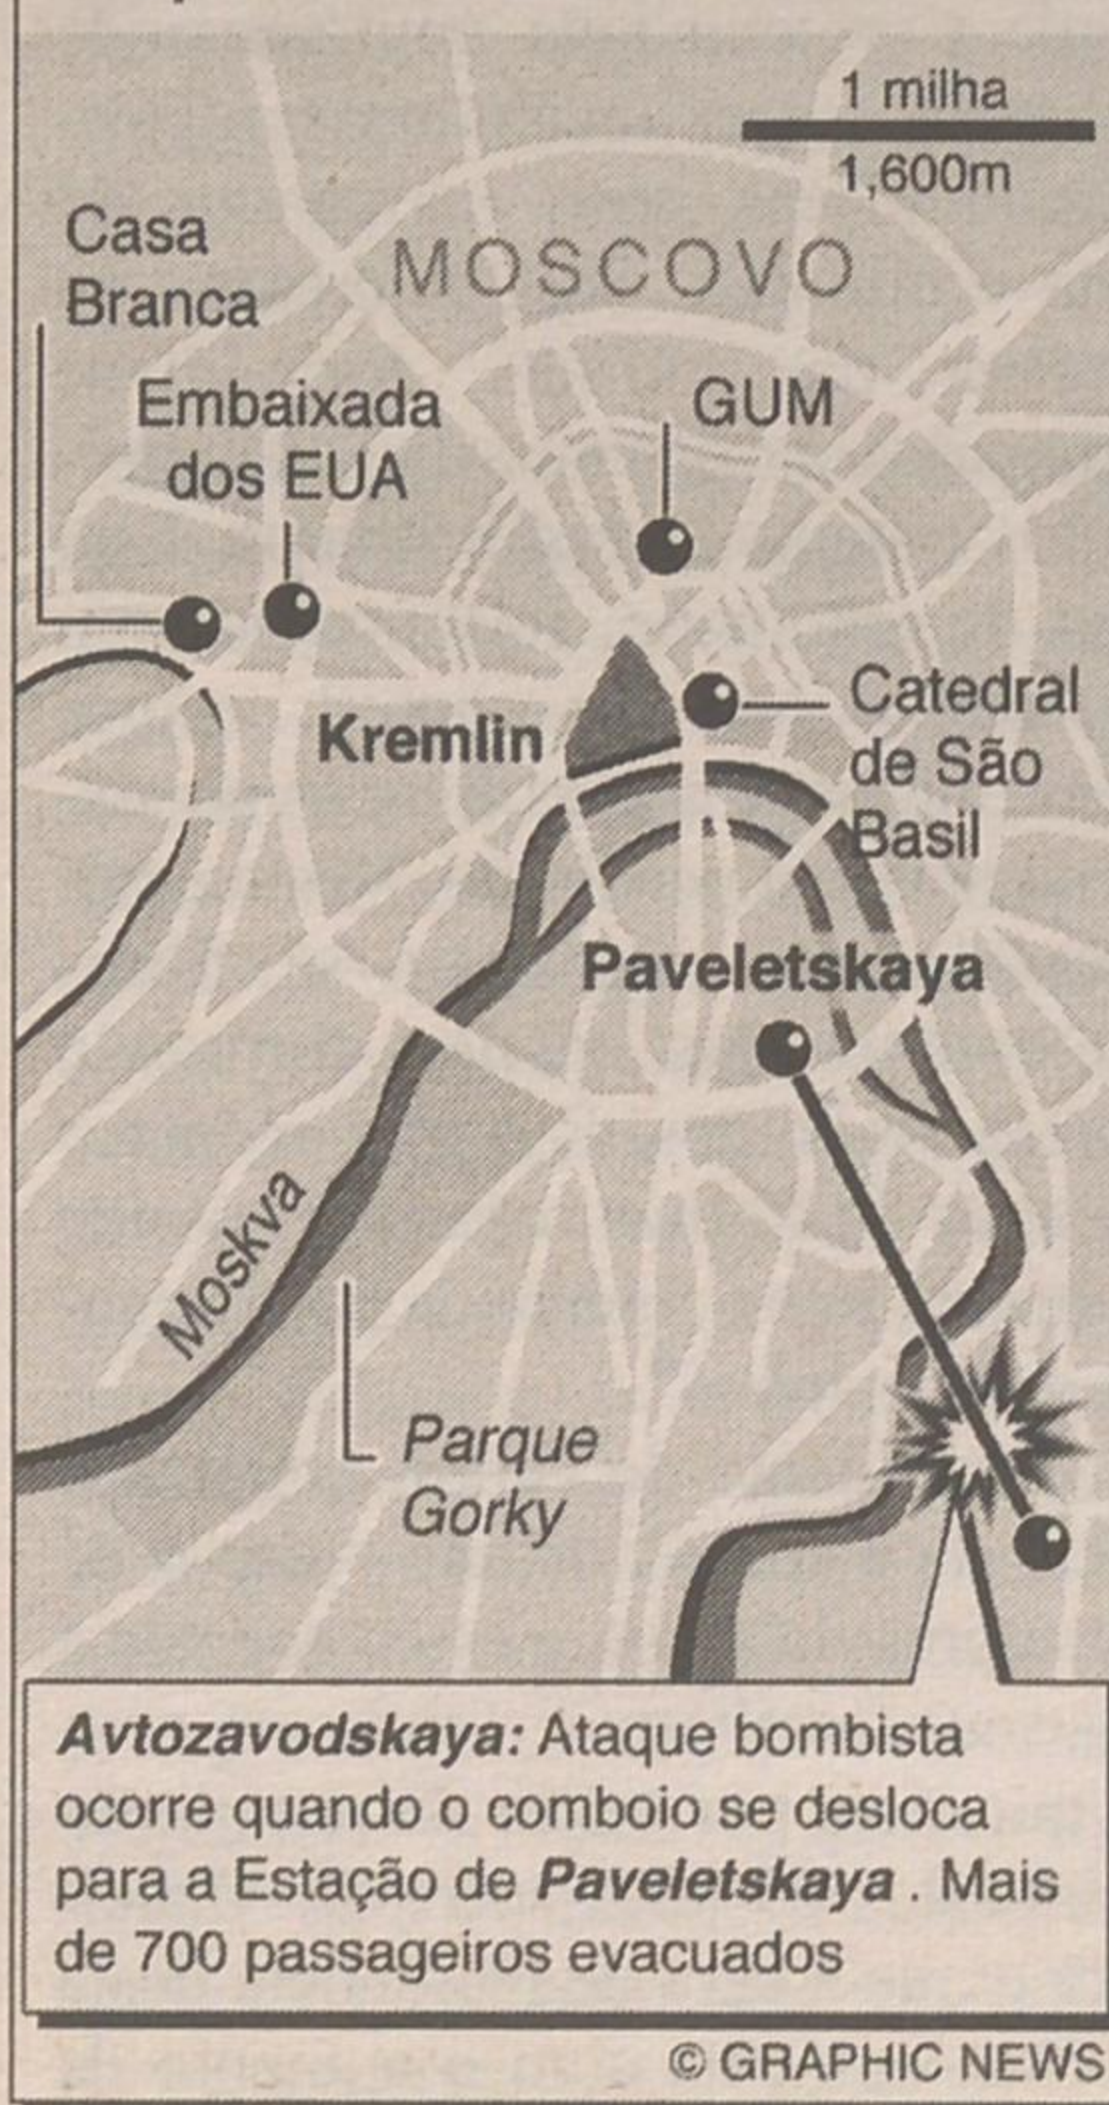 1 milha
1,600m
Casa
Branca
MOSCOVO
Embaixada
dos EUA
GUM
Kremlin
Catedral
de São
Basil
Paveletskaya
Moskva
Parque
Gorky
Avtozavodskaya: Ataque bombista
ocorre quando o comboio se desloca
para a Estação de Paveletskaya . Mais
de 700 passageiros evacuados
© GRAPHIC NEWS